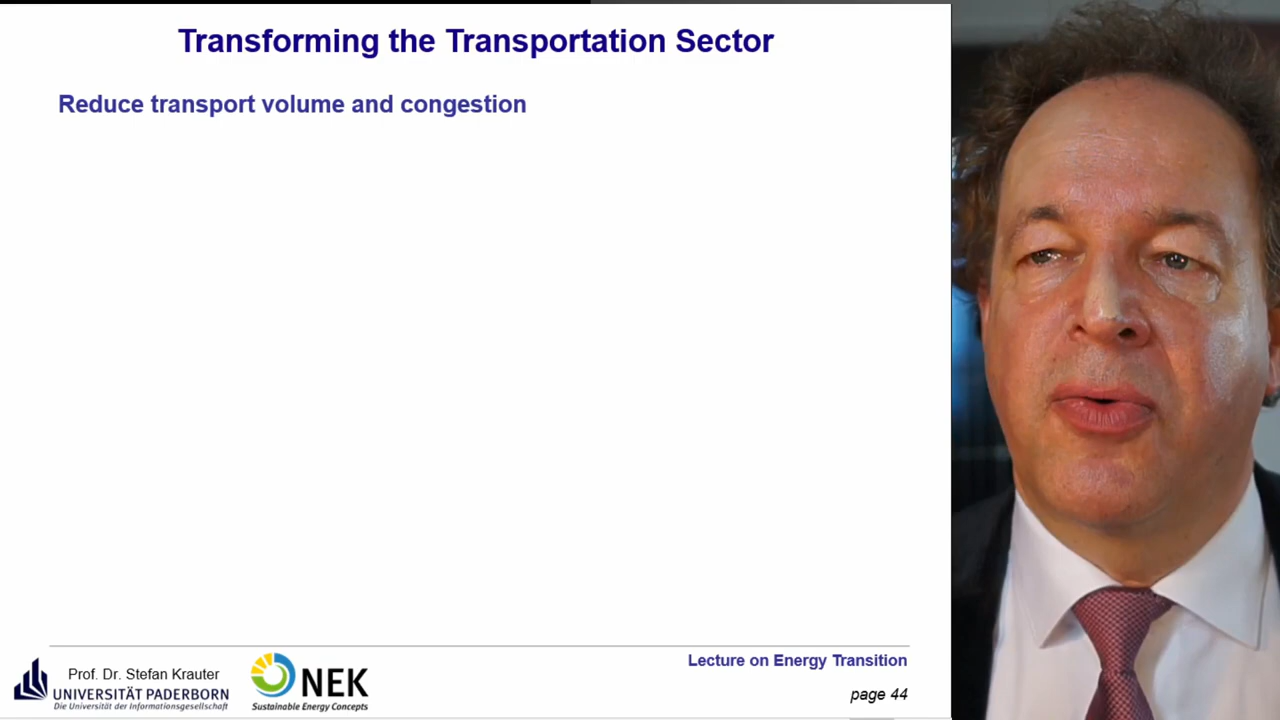 Transforming the Transportation Sector
Reduce transport volume and congestion
Prof. Dr. Stefan Krauter
UNIVERSITÄT PADERBORN
Die Universität der Informationsgesellschaft
NEK
Sustainable Energy Concepts
Lecture on Energy Transition
page 44